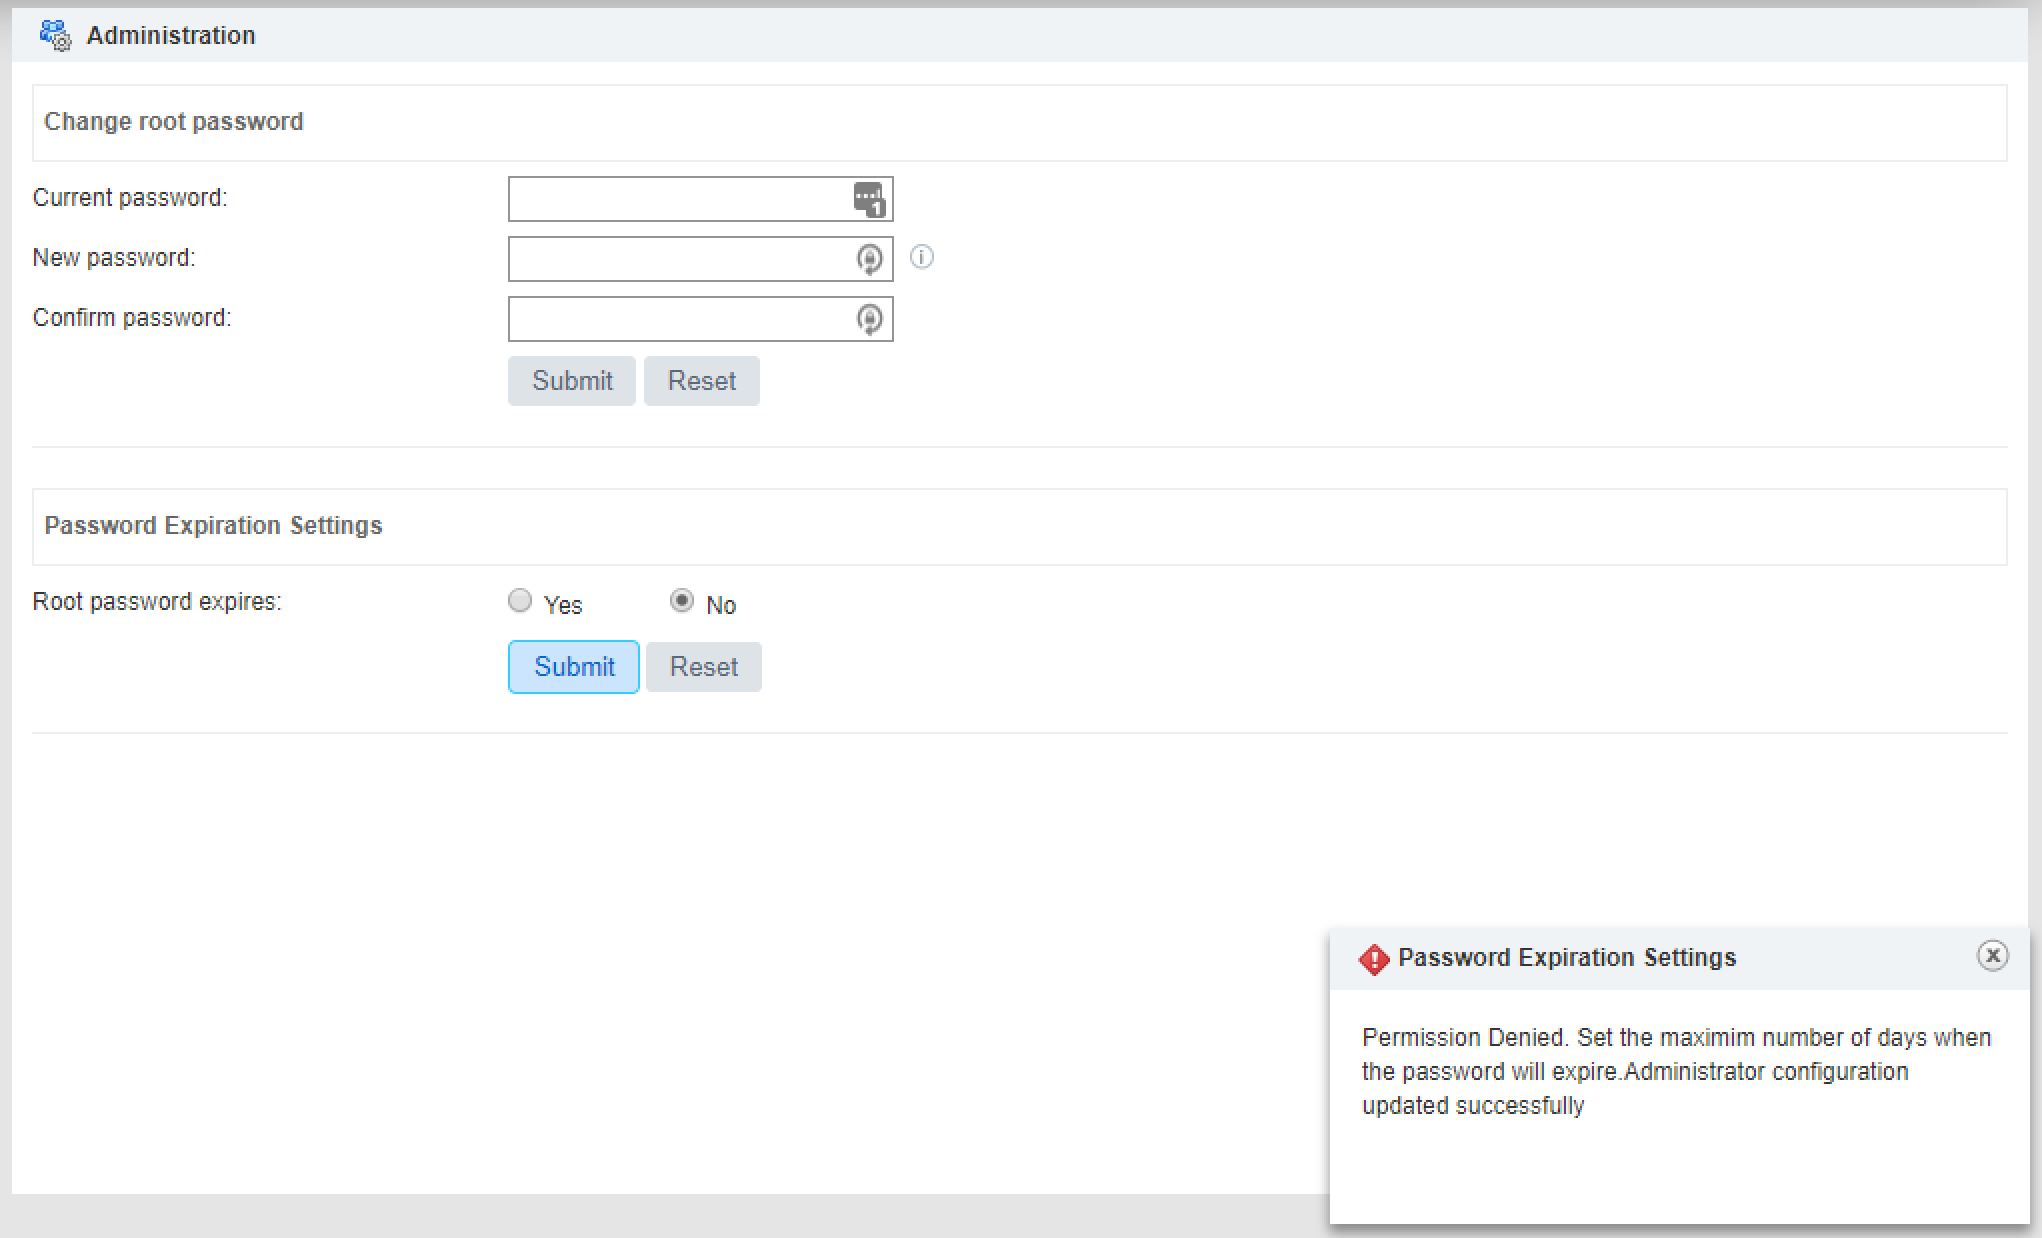 Administration
Change root password
Current password:
1
New password:
i
Confirm password:
Submit Reset
Password Expiration Settings
Root password expires: Yes No
Submit Reset
Password Expiration Settings x
Permission Denied. Set the maximim number of days when
the password will expire.Administrator configuration
updated successfully